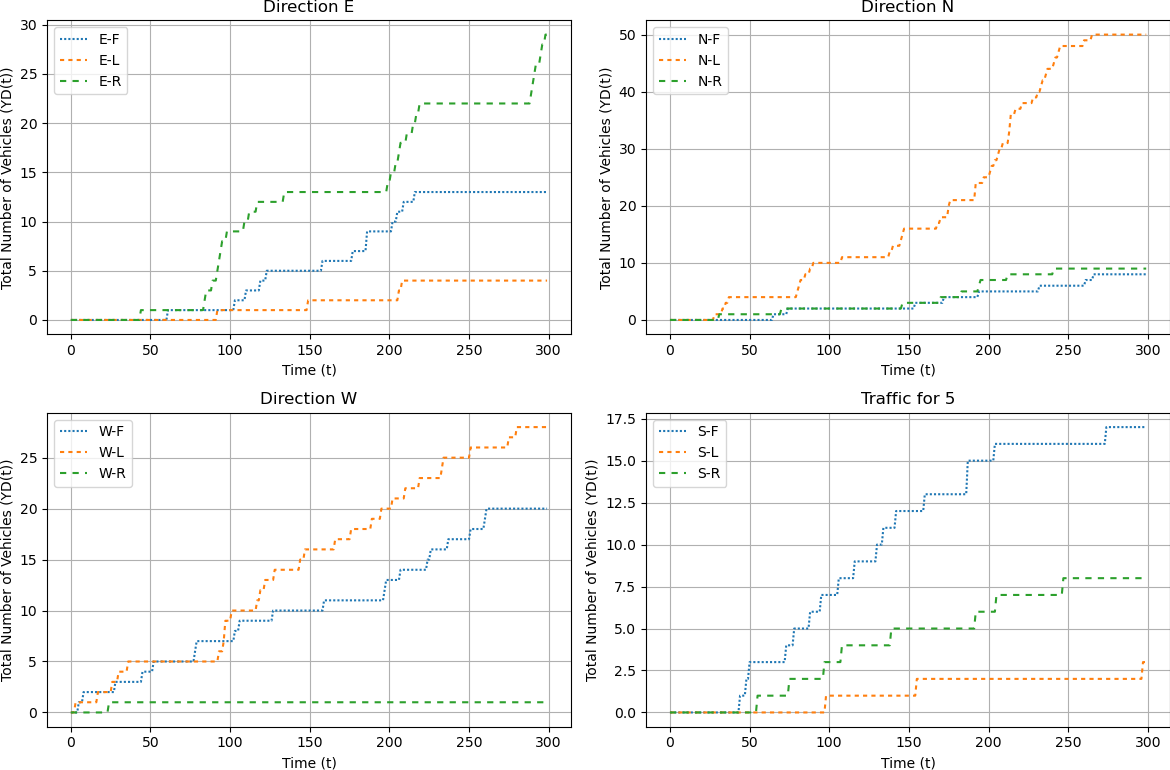 Direction E
Total Number of Vehicles (YD(t))
30
25
20
15
10
5
0
E-F
E-L
E-R
0 50 100 150 200 250 300
Time (t)
Direction N
Total Number of Vehicles (YD(t))
50
40
30
20
10
0
N-F
N-L
N-R
0 50 100 150 200 250 300
Time (t)
Direction W
Total Number of Vehicles (YD(t))
25
20
15
10
5
0
W-F
W-L
W-R
0 50 100 150 200 250 300
Time (t)
Traffic for 5
Total Number of Vehicles (YD(t))
17.5
15.0
12.5
10.0
7.5
5.0
2.5
0.0
S-F
S-L
S-R
0 50 100 150 200 250 300
Time (t)